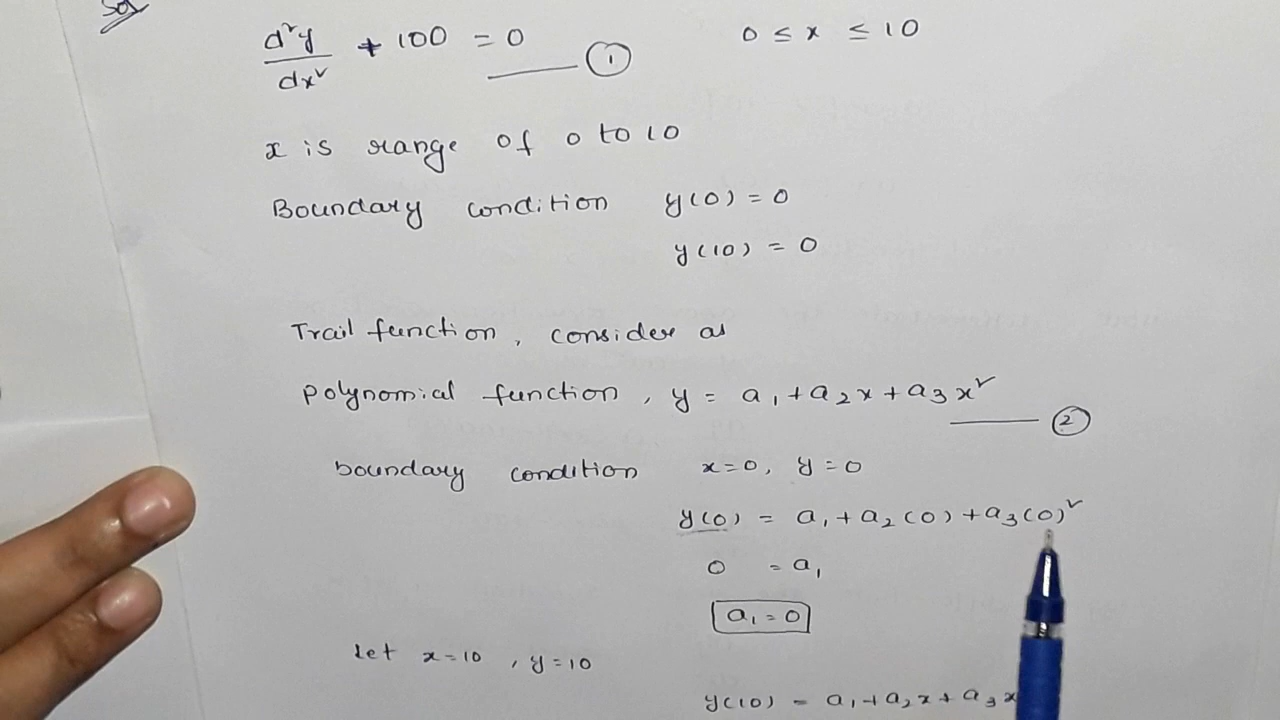 Sol
d²y/dx² + 100 = 0 ——— ① 0 ≤ x ≤ 10
x is range of 0 to 10
Boundary condition y(0) = 0
y(10) = 0
Trail function, consider as
polynomial function, y = a₁+a₂x+a₃x² ——— ②
boundary condition x=0, y=0
y(0) = a₁+a₂(0)+a₃(0)²
0 = a₁
a₁=0
let x=10, y=10
y(10) = a₁+a₂x+a₃x